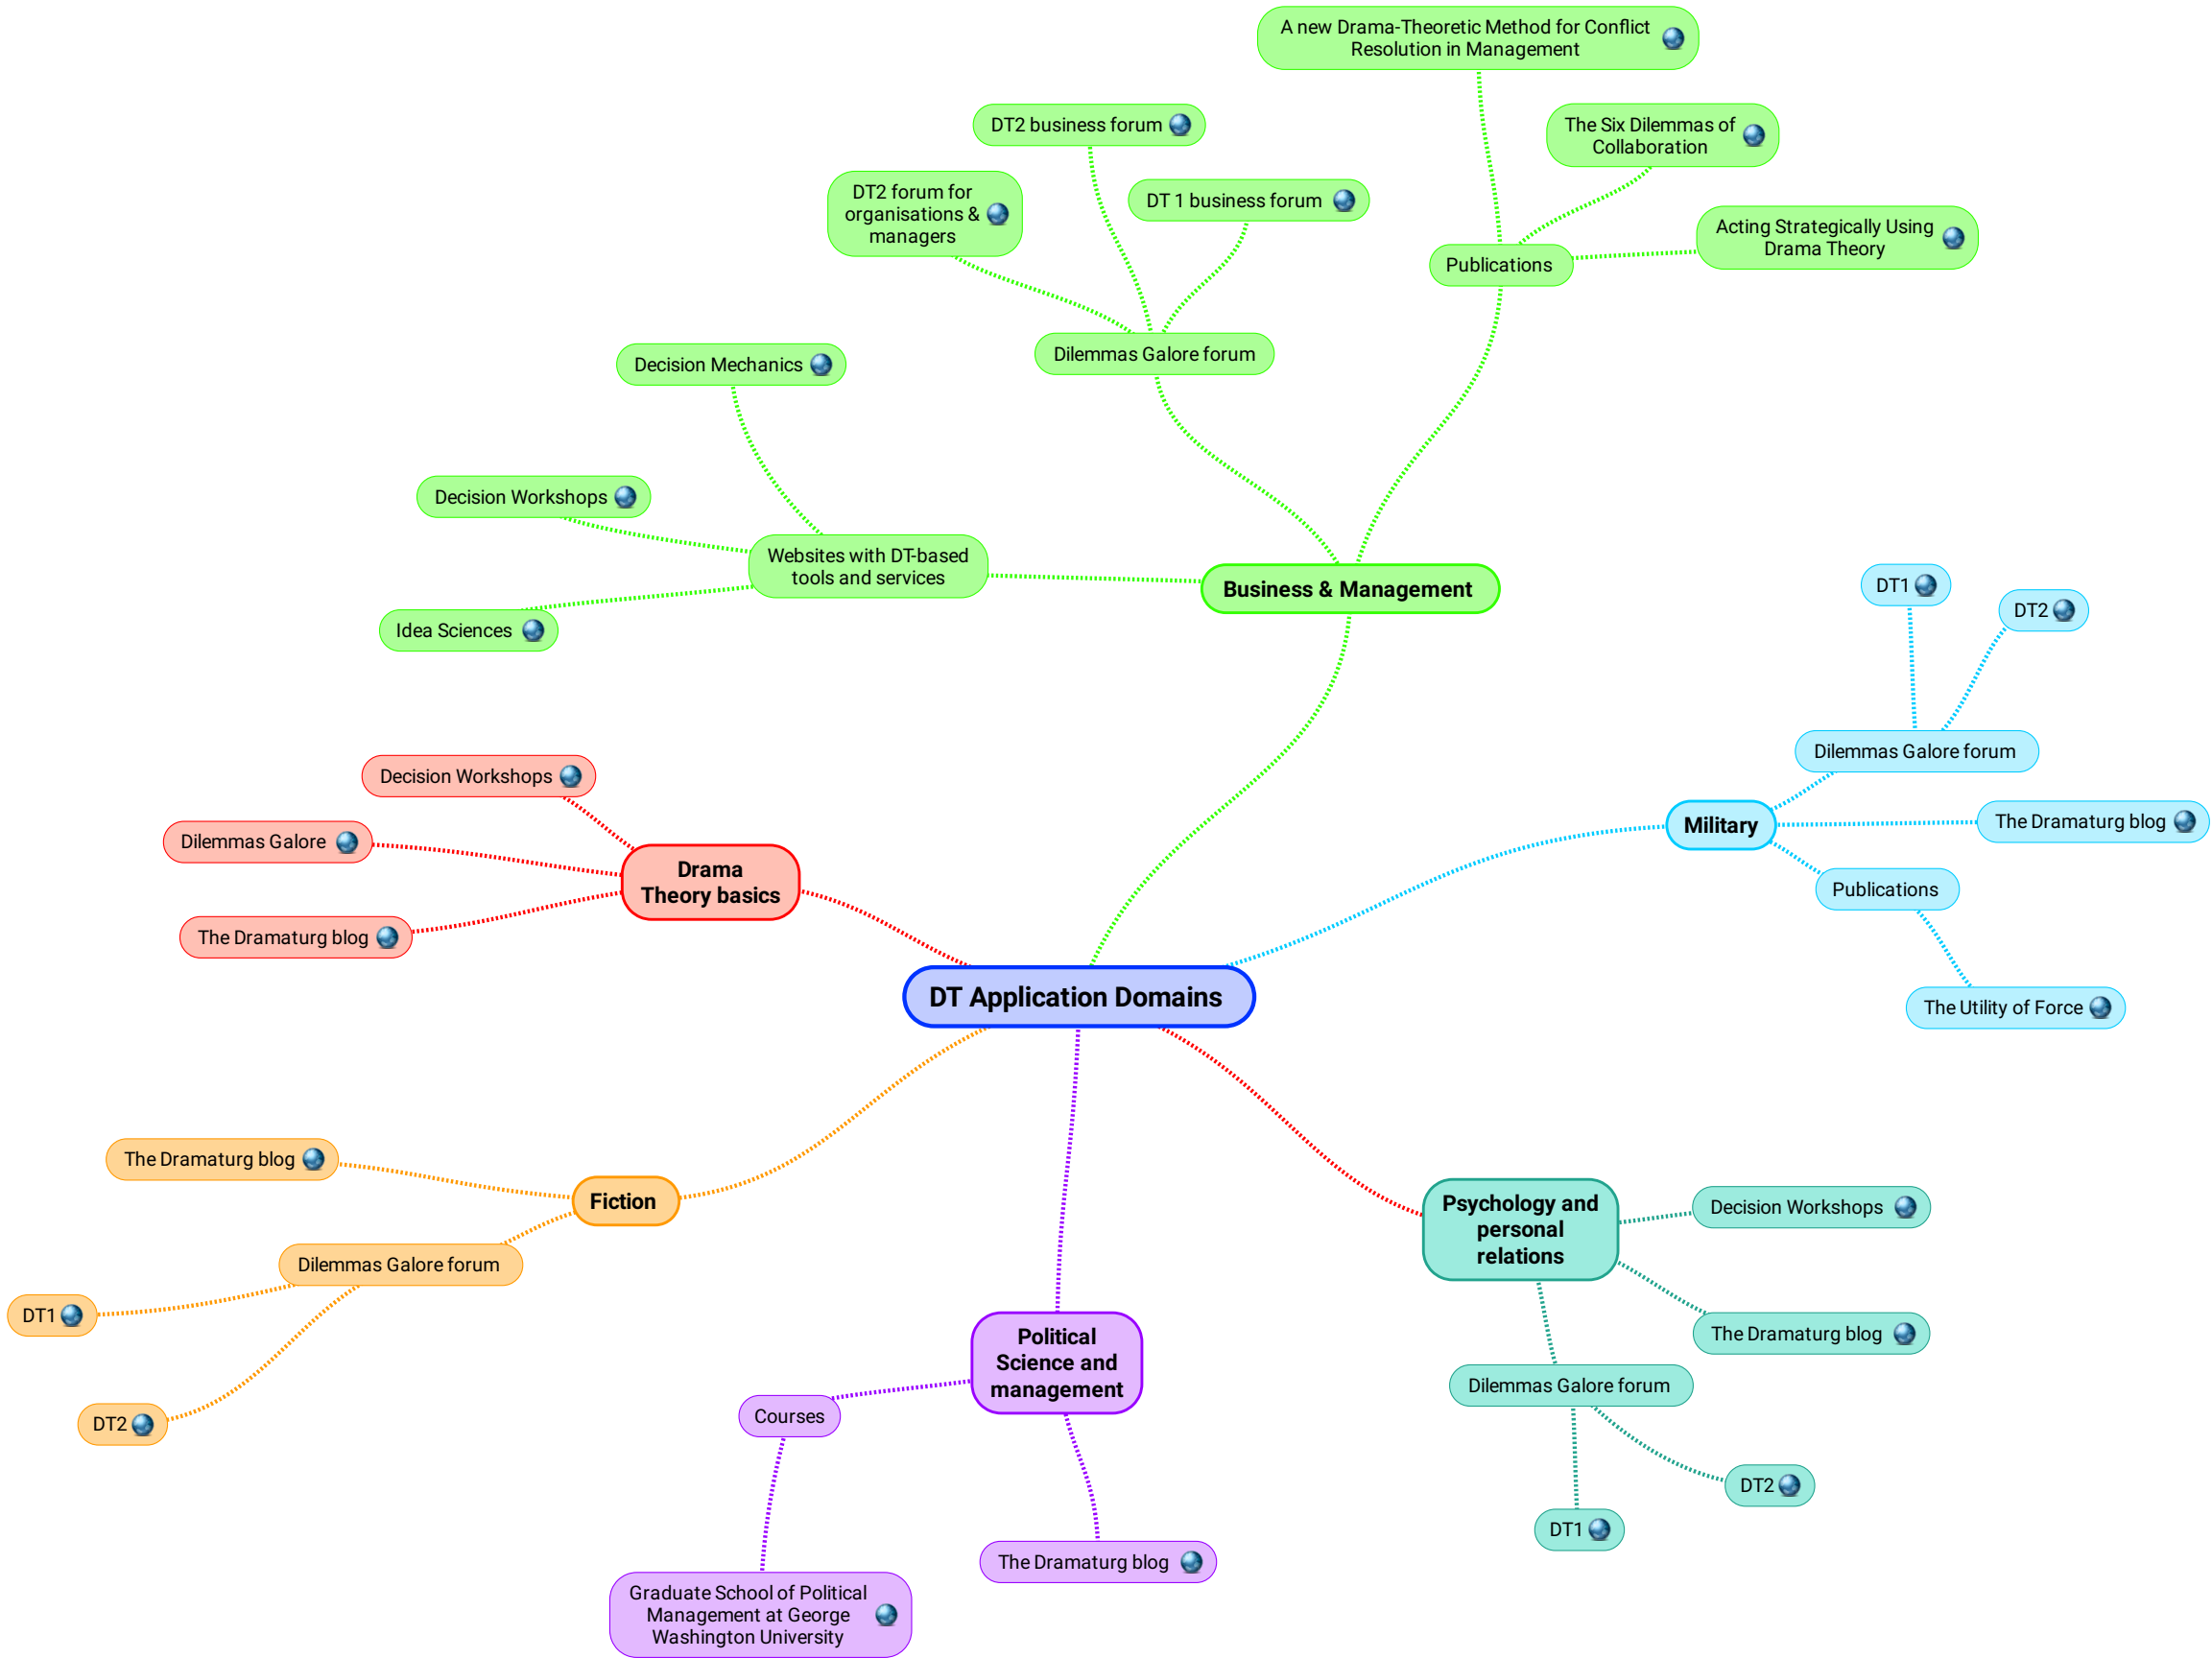 A new Drama-Theoretic Method for Conflict
Resolution in Management
DT2 business forum
The Six Dilemmas of
Collaboration
DT2 forum for
organisations &
managers
DT 1 business forum
Acting Strategically Using
Drama Theory
Publications
Dilemmas Galore forum
Decision Mechanics
Decision Workshops
Websites with DT-based
tools and services
Idea Sciences
Business & Management
DT1
DT2
Dilemmas Galore forum
Military
The Dramaturg blog
Publications
The Utility of Force
Decision Workshops
Dilemmas Galore
The Dramaturg blog
Drama
Theory basics
DT Application Domains
The Dramaturg blog
Fiction
Dilemmas Galore forum
DT1
DT2
Psychology and
personal
relations
Decision Workshops
The Dramaturg blog
Dilemmas Galore forum
DT2
DT1
Political
Science and
management
Courses
The Dramaturg blog
Graduate School of Political
Management at George
Washington University